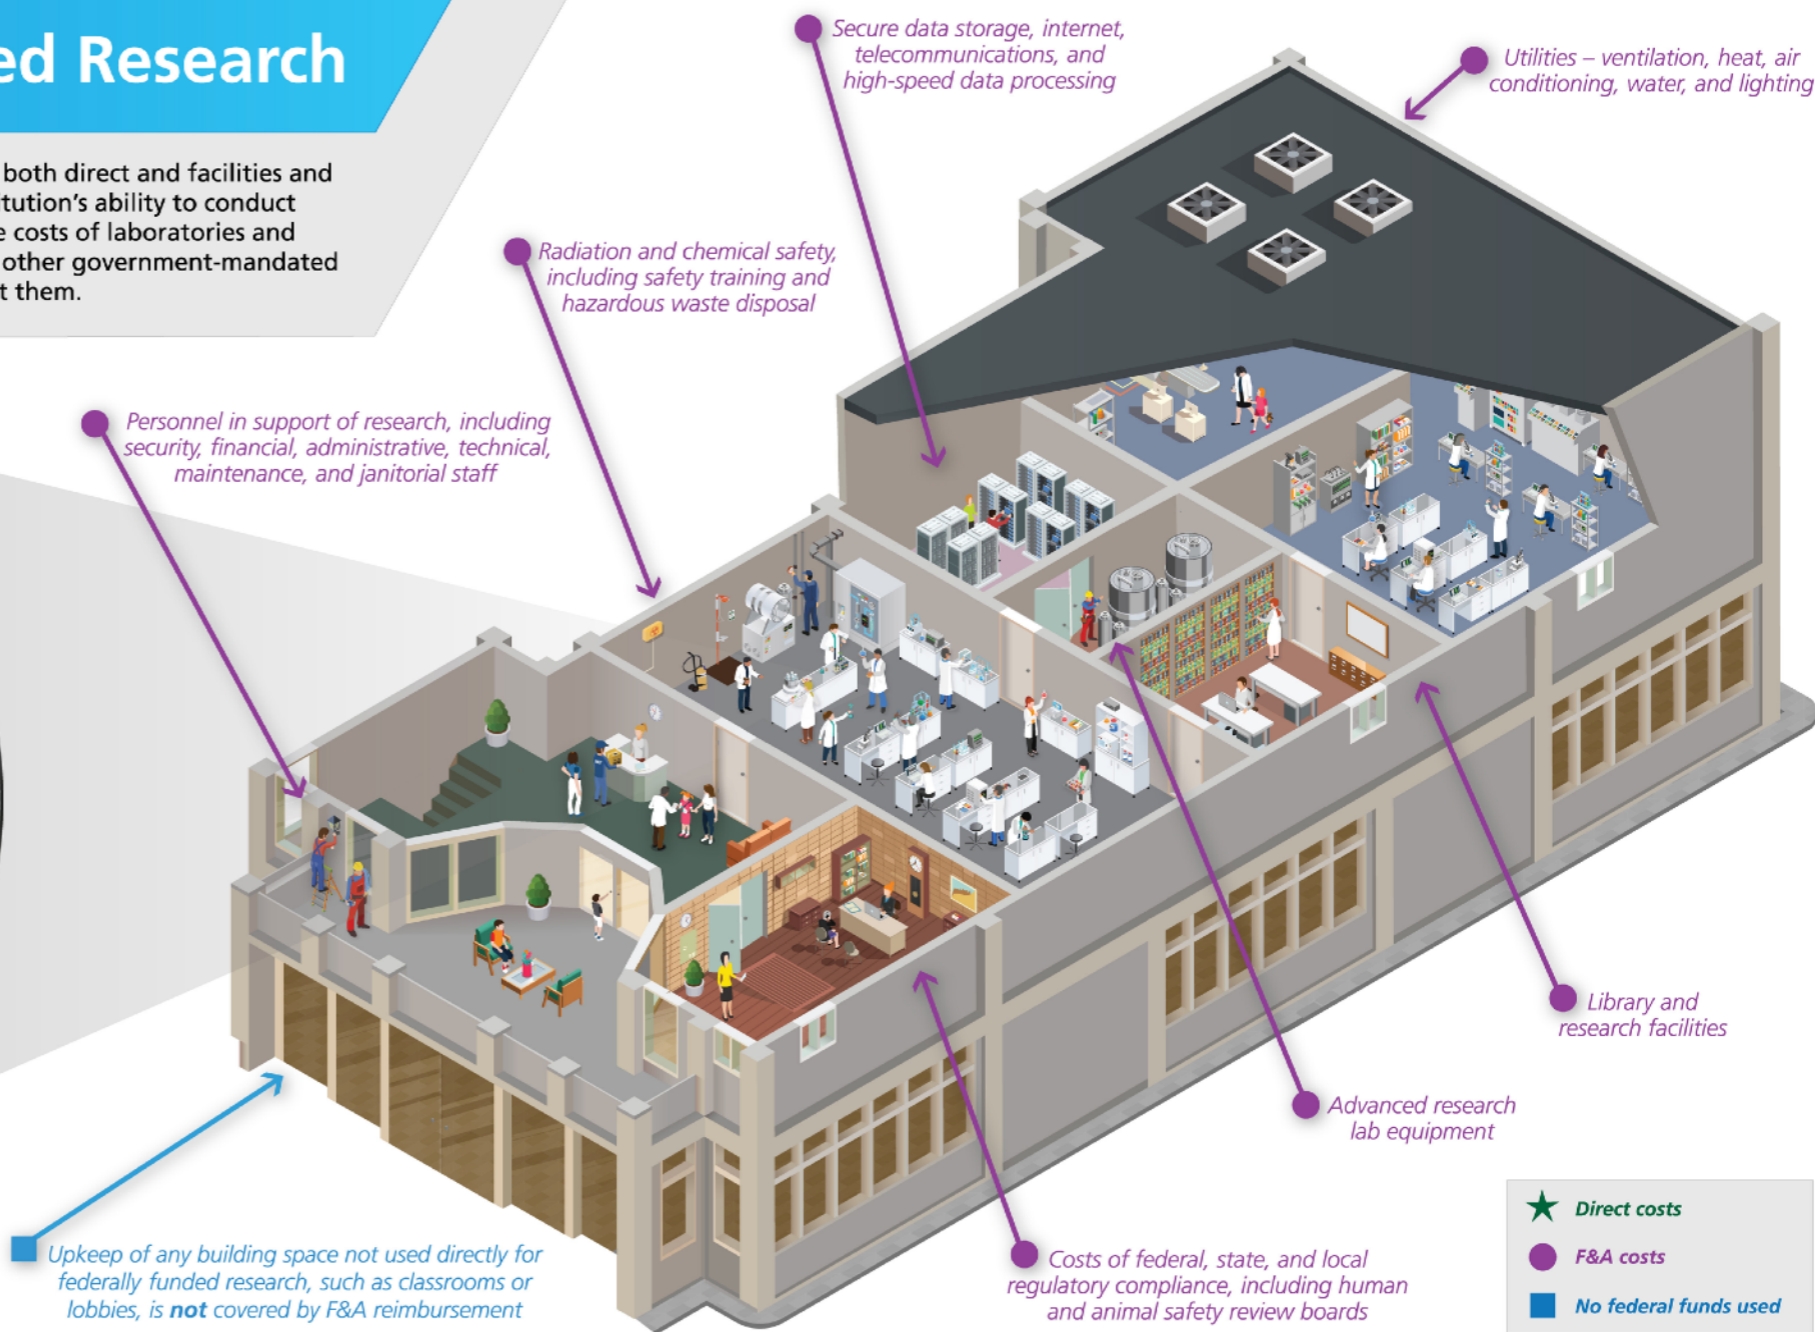 ed Research
both direct and facilities and
itution's ability to conduct
e costs of laboratories and
other government-mandated
t them.
Secure data storage, internet,
telecommunications, and
high-speed data processing
Utilities – ventilation, heat, air
conditioning, water, and lighting
Radiation and chemical safety,
including safety training and
hazardous waste disposal
Personnel in support of research, including
security, financial, administrative, technical,
maintenance, and janitorial staff
Library and
research facilities
Advanced research
lab equipment
Costs of federal, state, and local
regulatory compliance, including human
and animal safety review boards
Upkeep of any building space not used directly for
federally funded research, such as classrooms or
lobbies, is not covered by F&A reimbursement
Direct costs
F&A costs
No federal funds used